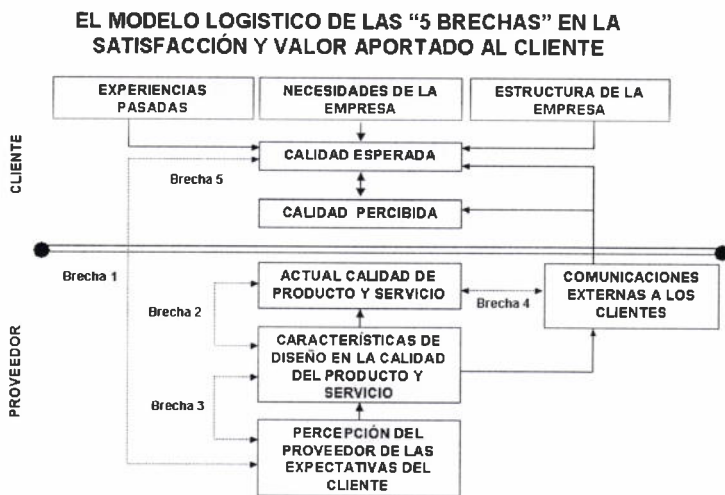 EL MODELO LOGISTICO DE LAS “5 BRECHAS” EN LA
SATISFACCIÓN Y VALOR APORTADO AL CLIENTE
EXPERIENCIAS
PASADAS
NECESIDADES DE LA
EMPRESA
ESTRUCTURA DE LA
EMPRESA
CLIENTE
CALIDAD ESPERADA
Brecha 5
CALIDAD PERCIBIDA
Brecha 1
PROVEEDOR
ACTUAL CALIDAD DE
PRODUCTO Y SERVICIO
COMUNICACIONES
EXTERNAS A LOS
CLIENTES
Brecha 2
Brecha 4
CARACTERÍSTICAS DE
DISEÑO EN LA CALIDAD
DEL PRODUCTO Y
SERVICIO
Brecha 3
PERCEPCIÓN DEL
PROVEEDOR DE LAS
EXPECTATIVAS DEL
CLIENTE